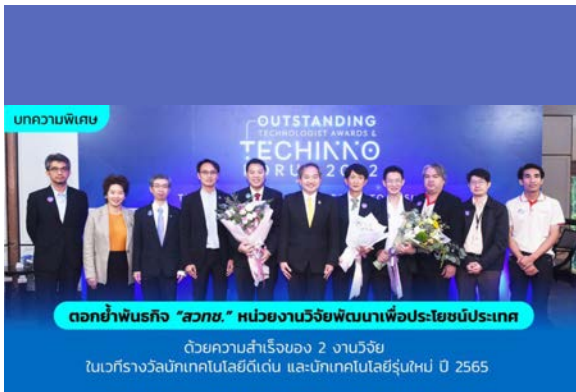 บทความพิเศษ
OUTSTANDING
TECHNOLOGIST AWARDS &
TECHINNO
FORUM 2022
ตอกย้ำพันธกิจ “สวทช.” หน่วยงานวิจัยพัฒนาเพื่อประโยชน์ประเทศ
ด้วยความสำเร็จของ 2 งานวิจัย
ในเวทีรางวัลนักเทคโนโลยีดีเด่น และนักเทคโนโลยีรุ่นใหม่ ปี 2565